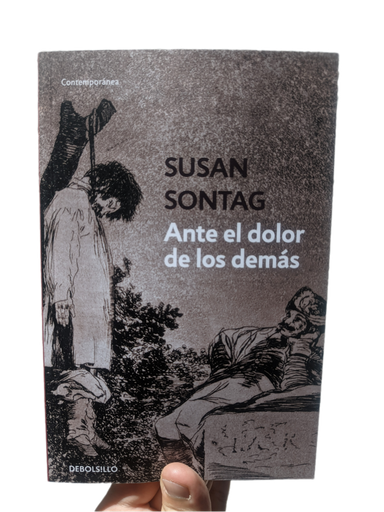 Contemporánea
SUSAN
SONTAG
Ante el dolor
de los demás
DEBOLSILLO